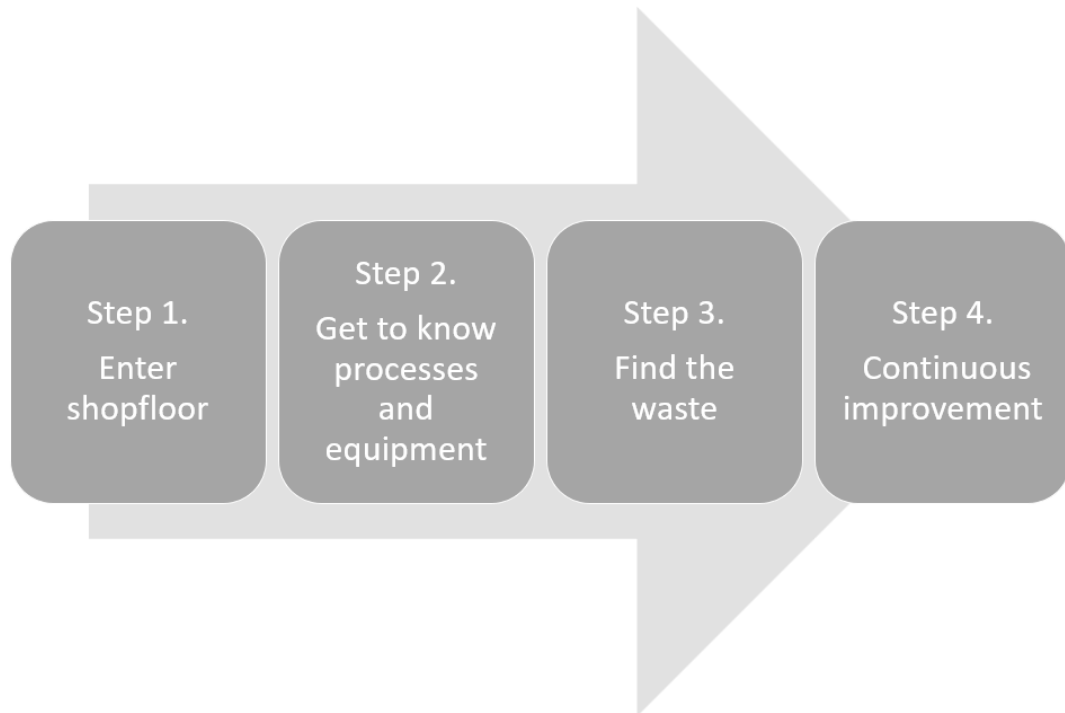 Step 1.
Enter
shopfloor
Step 2.
Get to know
processes
and
equipment
Step 3.
Find the
waste
Step 4.
Continuous
improvement